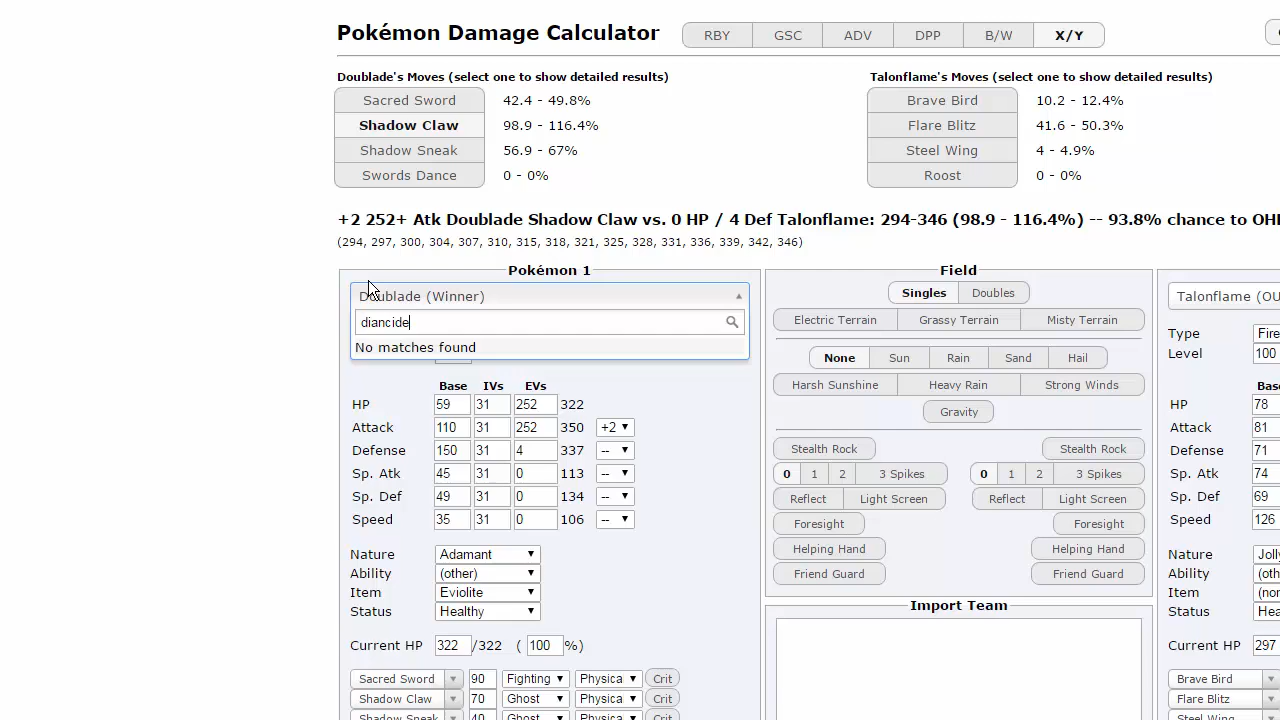 Pokémon Damage Calculator RBY GSC ADV DPP B/W X/Y
Doublade's Moves (select one to show detailed results) Talonflame's Moves (select one to show detailed results)
Sacred Sword 42.4 - 49.8% Brave Bird 10.2 - 12.4%
Shadow Claw 98.9 - 116.4% Flare Blitz 41.6 - 50.3%
Shadow Sneak 56.9 - 67% Steel Wing 4 - 4.9%
Swords Dance 0 - 0% Roost 0 - 0%
+2 252+ Atk Doublade Shadow Claw vs. 0 HP / 4 Def Talonflame: 294-346 (98.9 - 116.4%) -- 93.8% chance to OH
(294, 297, 300, 304, 307, 310, 315, 318, 321, 325, 328, 331, 336, 339, 342, 346)
Pokémon 1
Doublade (Winner)
diancide
No matches found
Base IVs EVs
HP 59 31 252 322
Attack 110 31 252 350 +2
Defense 150 31 4 337 --
Sp. Atk 45 31 0 113 --
Sp. Def 49 31 0 134 --
Speed 35 31 0 106 --
Nature Adamant
Ability (other)
Item Eviolite
Status Healthy
Current HP 322 /322 ( 100 %)
Sacred Sword 90 Fighting Physica Crit
Shadow Claw 70 Ghost Physica Crit
Shadow Sneak 40 Ghost Physica Crit
Field
Singles Doubles
Electric Terrain Grassy Terrain Misty Terrain
None Sun Rain Sand Hail
Harsh Sunshine Heavy Rain Strong Winds
Gravity
Stealth Rock Stealth Rock
0 1 2 3 Spikes 0 1 2 3 Spikes
Reflect Light Screen Reflect Light Screen
Foresight Foresight
Helping Hand Helping Hand
Friend Guard Friend Guard
Import Team
Talonflame (OU
Type Fire
Level 100
Base
HP 78
Attack 81
Defense 71
Sp. Atk 74
Sp. Def 69
Speed 126
Nature Jolly
Ability (oth
Item (non
Status Hea
Current HP 297
Brave Bird
Flare Blitz
Steel Wing